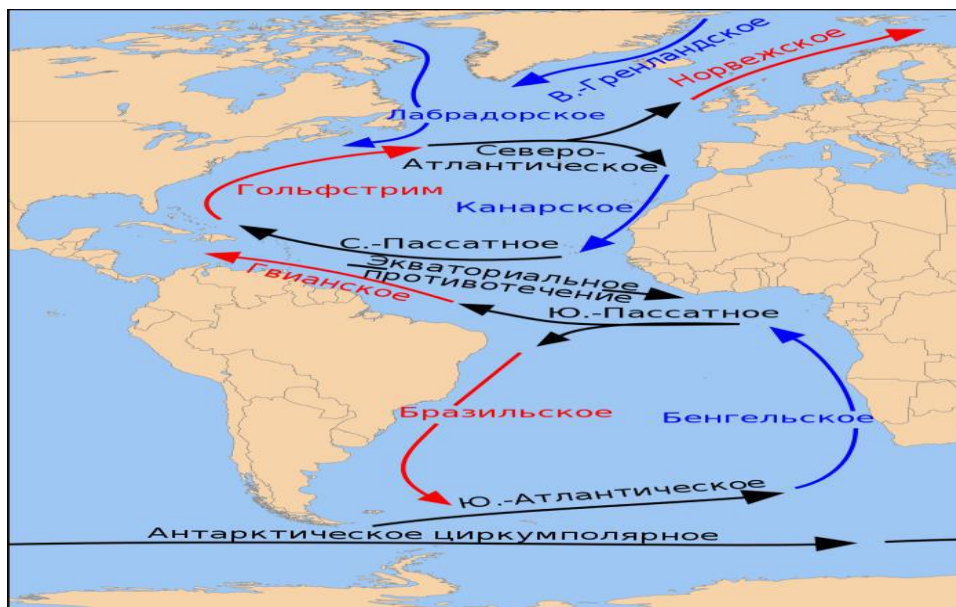 В.-Гренландское
Норвежское
Лабрадорское
Северо-
Атлантическое
Гольфстрим
Канарское
С.-Пассатное
Экваториальное
противотечение
Гвианское
Ю.-Пассатное
Бразильское
Бенгельское
Ю.-Атлантическое
Антарктическое циркумполярное